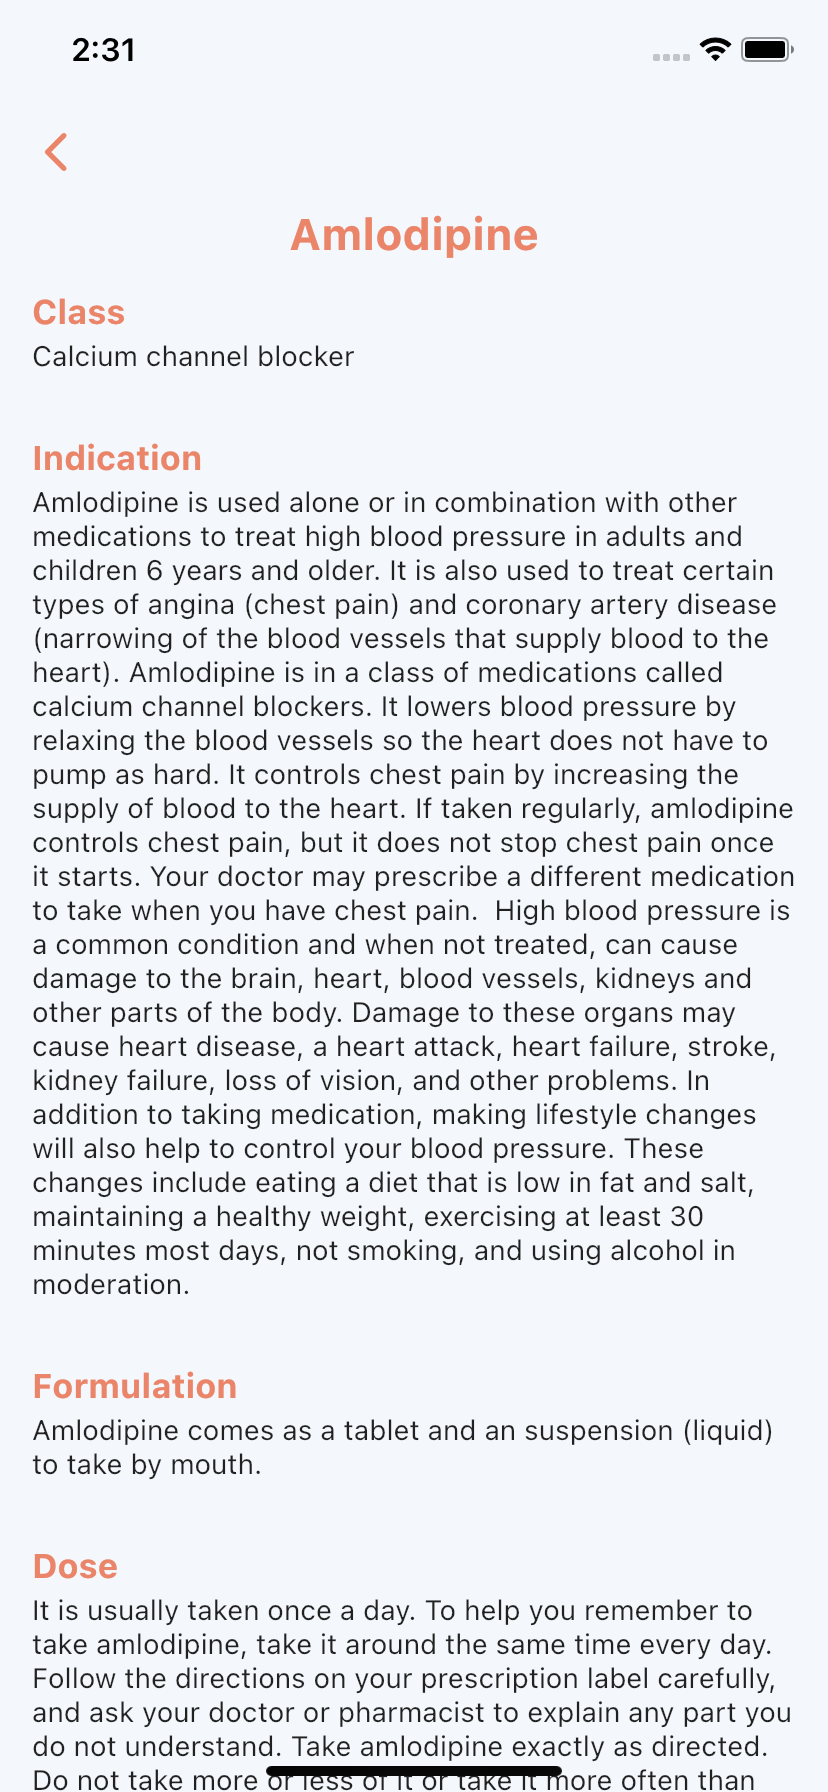 2:31
Amlodipine
Class
Calcium channel blocker
Indication
Amlodipine is used alone or in combination with other
medications to treat high blood pressure in adults and
children 6 years and older. It is also used to treat certain
types of angina (chest pain) and coronary artery disease
(narrowing of the blood vessels that supply blood to the
heart). Amlodipine is in a class of medications called
calcium channel blockers. It lowers blood pressure by
relaxing the blood vessels so the heart does not have to
pump as hard. It controls chest pain by increasing the
supply of blood to the heart. If taken regularly, amlodipine
controls chest pain, but it does not stop chest pain once
it starts. Your doctor may prescribe a different medication
to take when you have chest pain.  High blood pressure is
a common condition and when not treated, can cause
damage to the brain, heart, blood vessels, kidneys and
other parts of the body. Damage to these organs may
cause heart disease, a heart attack, heart failure, stroke,
kidney failure, loss of vision, and other problems. In
addition to taking medication, making lifestyle changes
will also help to control your blood pressure. These
changes include eating a diet that is low in fat and salt,
maintaining a healthy weight, exercising at least 30
minutes most days, not smoking, and using alcohol in
moderation.
Formulation
Amlodipine comes as a tablet and an suspension (liquid)
to take by mouth.
Dose
It is usually taken once a day. To help you remember to
take amlodipine, take it around the same time every day.
Follow the directions on your prescription label carefully,
and ask your doctor or pharmacist to explain any part you
do not understand. Take amlodipine exactly as directed.
Do not take more or less of it or take it more often than